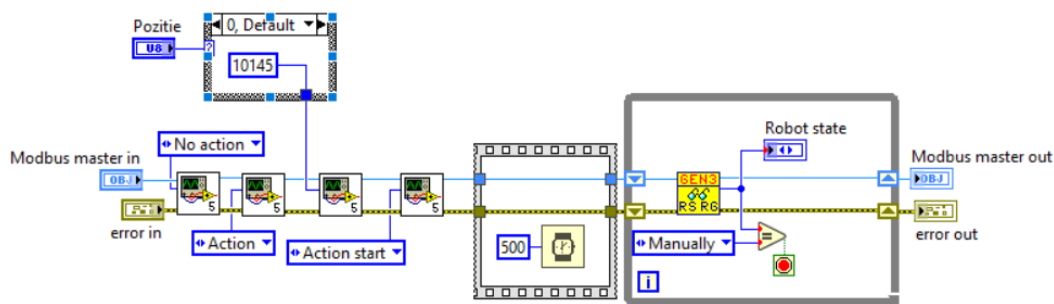 Pozitie
0, Default
U8
?
10145
Robot state
No action
Modbus master in
OBJ
5
5
5
5
GEN3
RS RG
Modbus master out
OBJ
error in
Action
Action start
500
Manually
=
i
error out